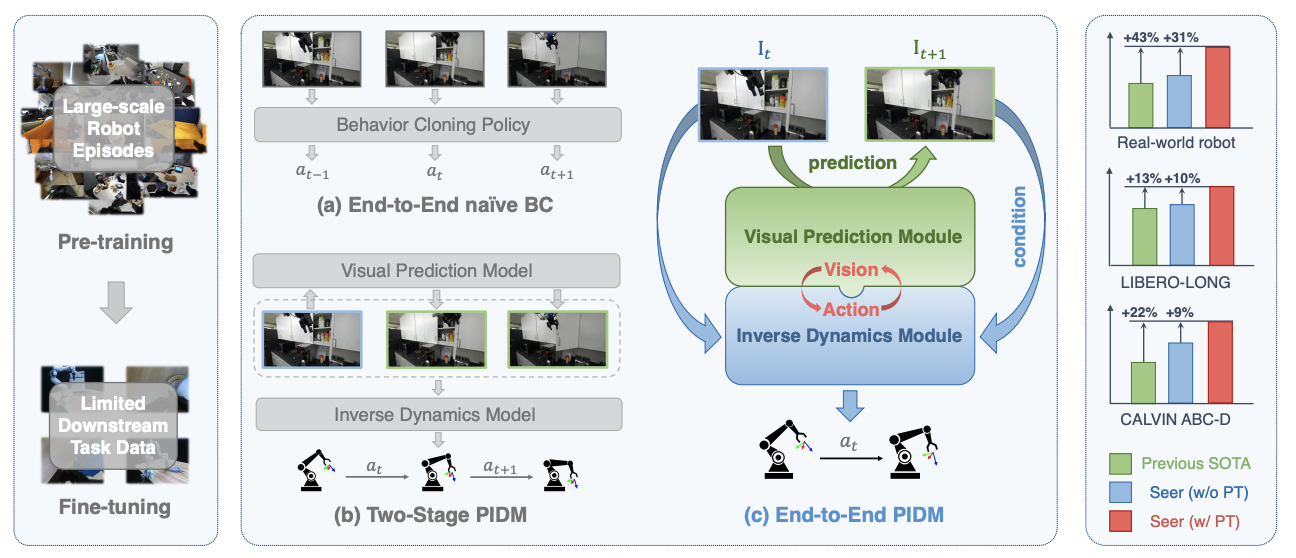 Large-scale
Robot
Episodes
Pre-training
Limited
Downstream
Task Data
Fine-tuning
Behavior Cloning Policy
a_{t-1}
a_t
a_{t+1}
(a) End-to-End naïve BC
Visual Prediction Model
Inverse Dynamics Model
a_t
a_{t+1}
(b) Two-Stage PIDM
I_t
I_{t+1}
prediction
condition
Visual Prediction Module
Vision
Action
Inverse Dynamics Module
a_t
(c) End-to-End PIDM
+43% +31%
Real-world robot
+13% +10%
LIBERO-LONG
+22% +9%
CALVIN ABC-D
Previous SOTA
Seer (w/o PT)
Seer (w/ PT)